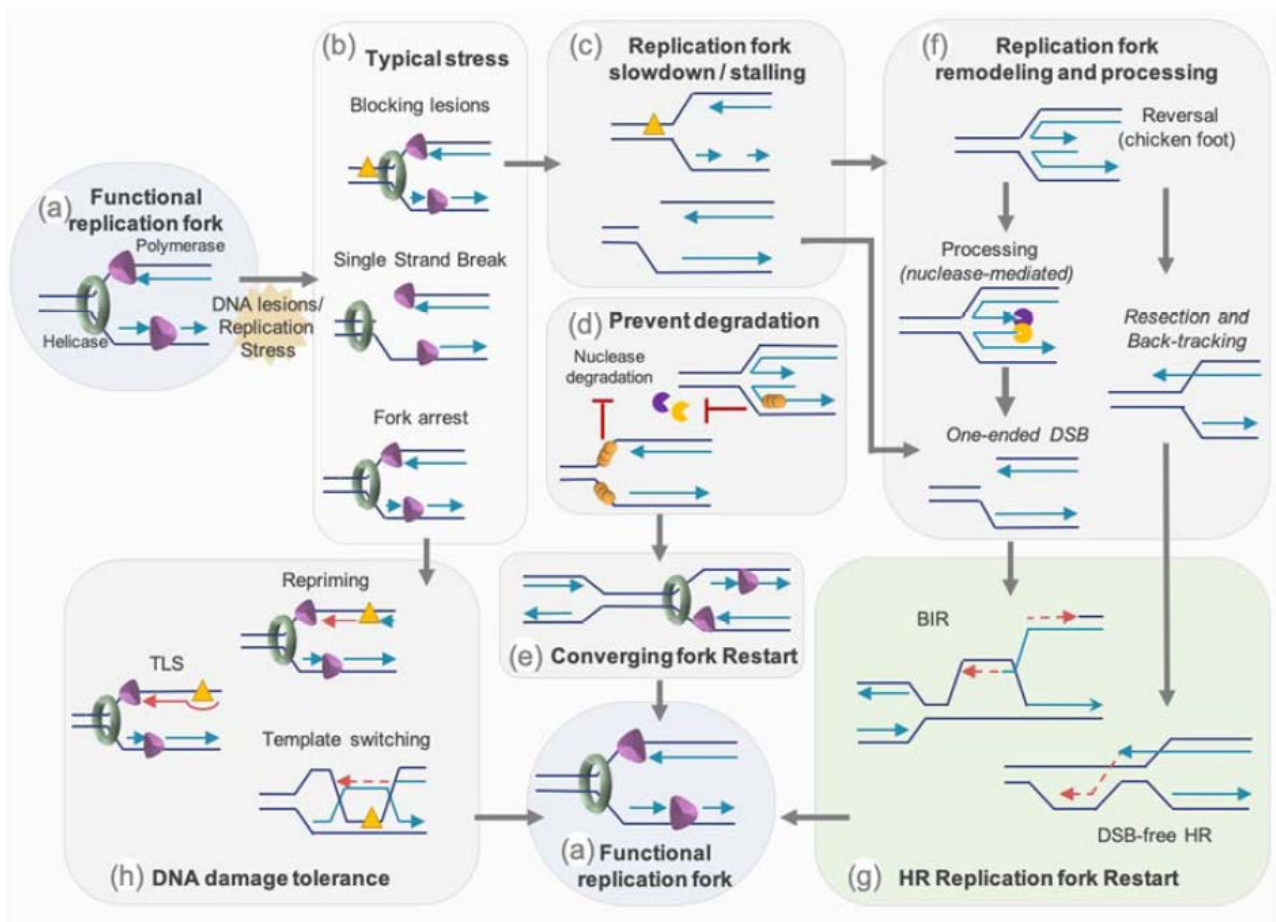 (a) Functional
replication fork
Polymerase
Helicase
DNA lesions/
Replication
Stress
(b) Typical stress
Blocking lesions
Single Strand Break
Fork arrest
(c) Replication fork
slowdown / stalling
(d) Prevent degradation
Nuclease
degradation
(e) Converging fork Restart
(f) Replication fork
remodeling and processing
Reversal
(chicken foot)
Processing
(nuclease-mediated)
Resection and
Back-tracking
One-ended DSB
BIR
DSB-free HR
(g) HR Replication fork Restart
Repriming
TLS
Template switching
(h) DNA damage tolerance
(a) Functional
replication fork